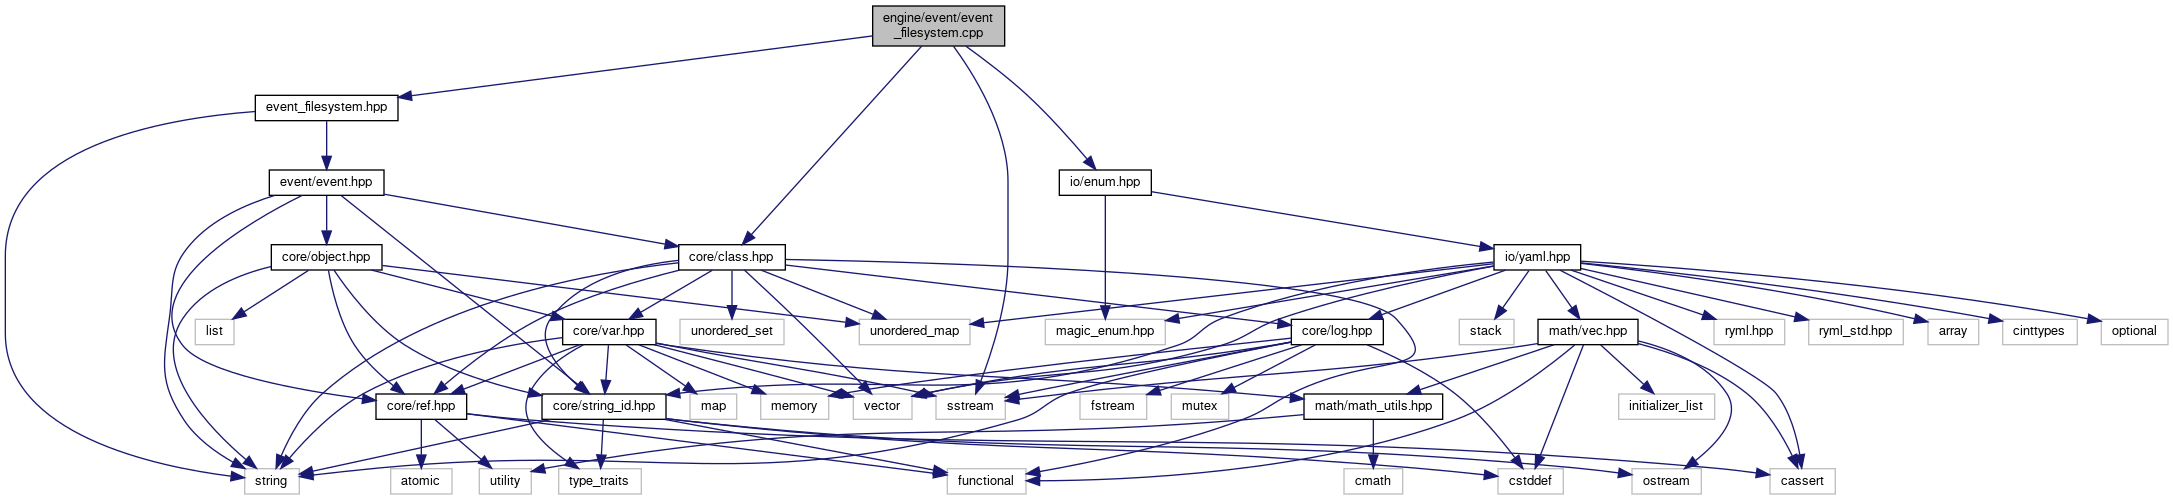 engine/event/event
_filesystem.cpp
event_filesystem.hpp
event/event.hpp
io/enum.hpp
core/object.hpp
core/class.hpp
io/yaml.hpp
list
core/var.hpp
unordered_set
unordered_map
magic_enum.hpp
core/log.hpp
stack
math/vec.hpp
ryml.hpp
ryml_std.hpp
array
cinttypes
optional
core/ref.hpp
core/string_id.hpp
map
memory
vector
sstream
fstream
mutex
math/math_utils.hpp
initializer_list
string
atomic
utility
type_traits
functional
cmath
cstddef
ostream
cassert